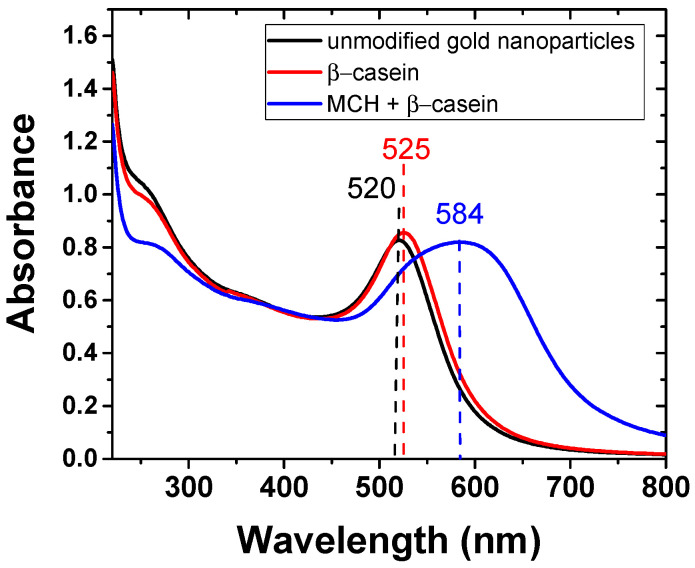 1.6
1.4
1.2
1.0
0.8
0.6
0.4
0.2
0.0
Absorbance
unmodified gold nanoparticles
β−casein
MCH + β−casein
525
520
584
300 400 500 600 700 800
Wavelength (nm)